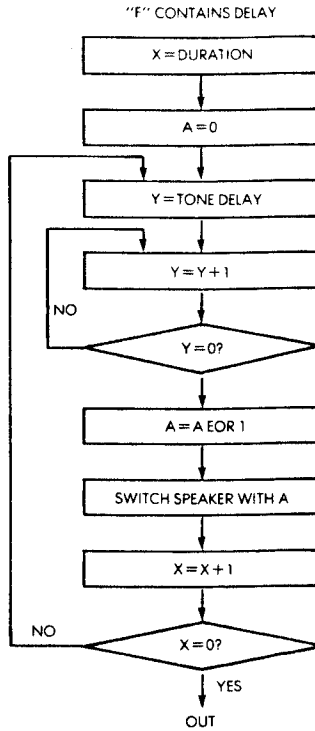 "F" CONTAINS DELAY
X=DURATION
A=0
Y=TONE DELAY
Y=Y+1
NO
Y=0?
A=A EOR 1
SWITCH SPEAKER WITH A
X=X+1
NO
X=0?
YES
OUT